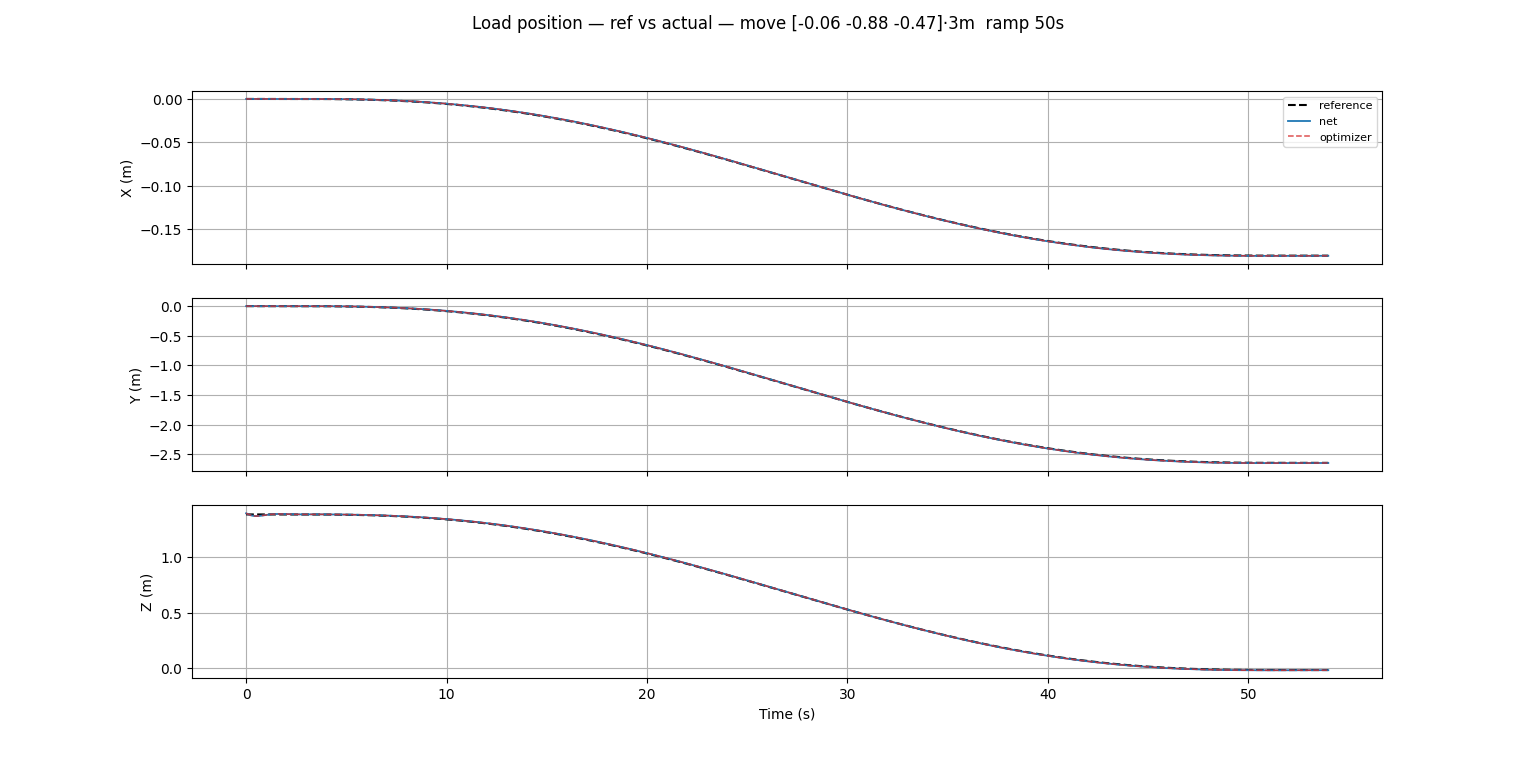 Load position — ref vs actual — move [-0.06 -0.88 -0.47]·3m  ramp 50s
0.00
−0.05
−0.10
−0.15
X (m)
reference
net
optimizer
0.0
−0.5
−1.0
−1.5
−2.0
−2.5
Y (m)
1.0
0.5
0.0
Z (m)
0
10
20
30
40
50
Time (s)